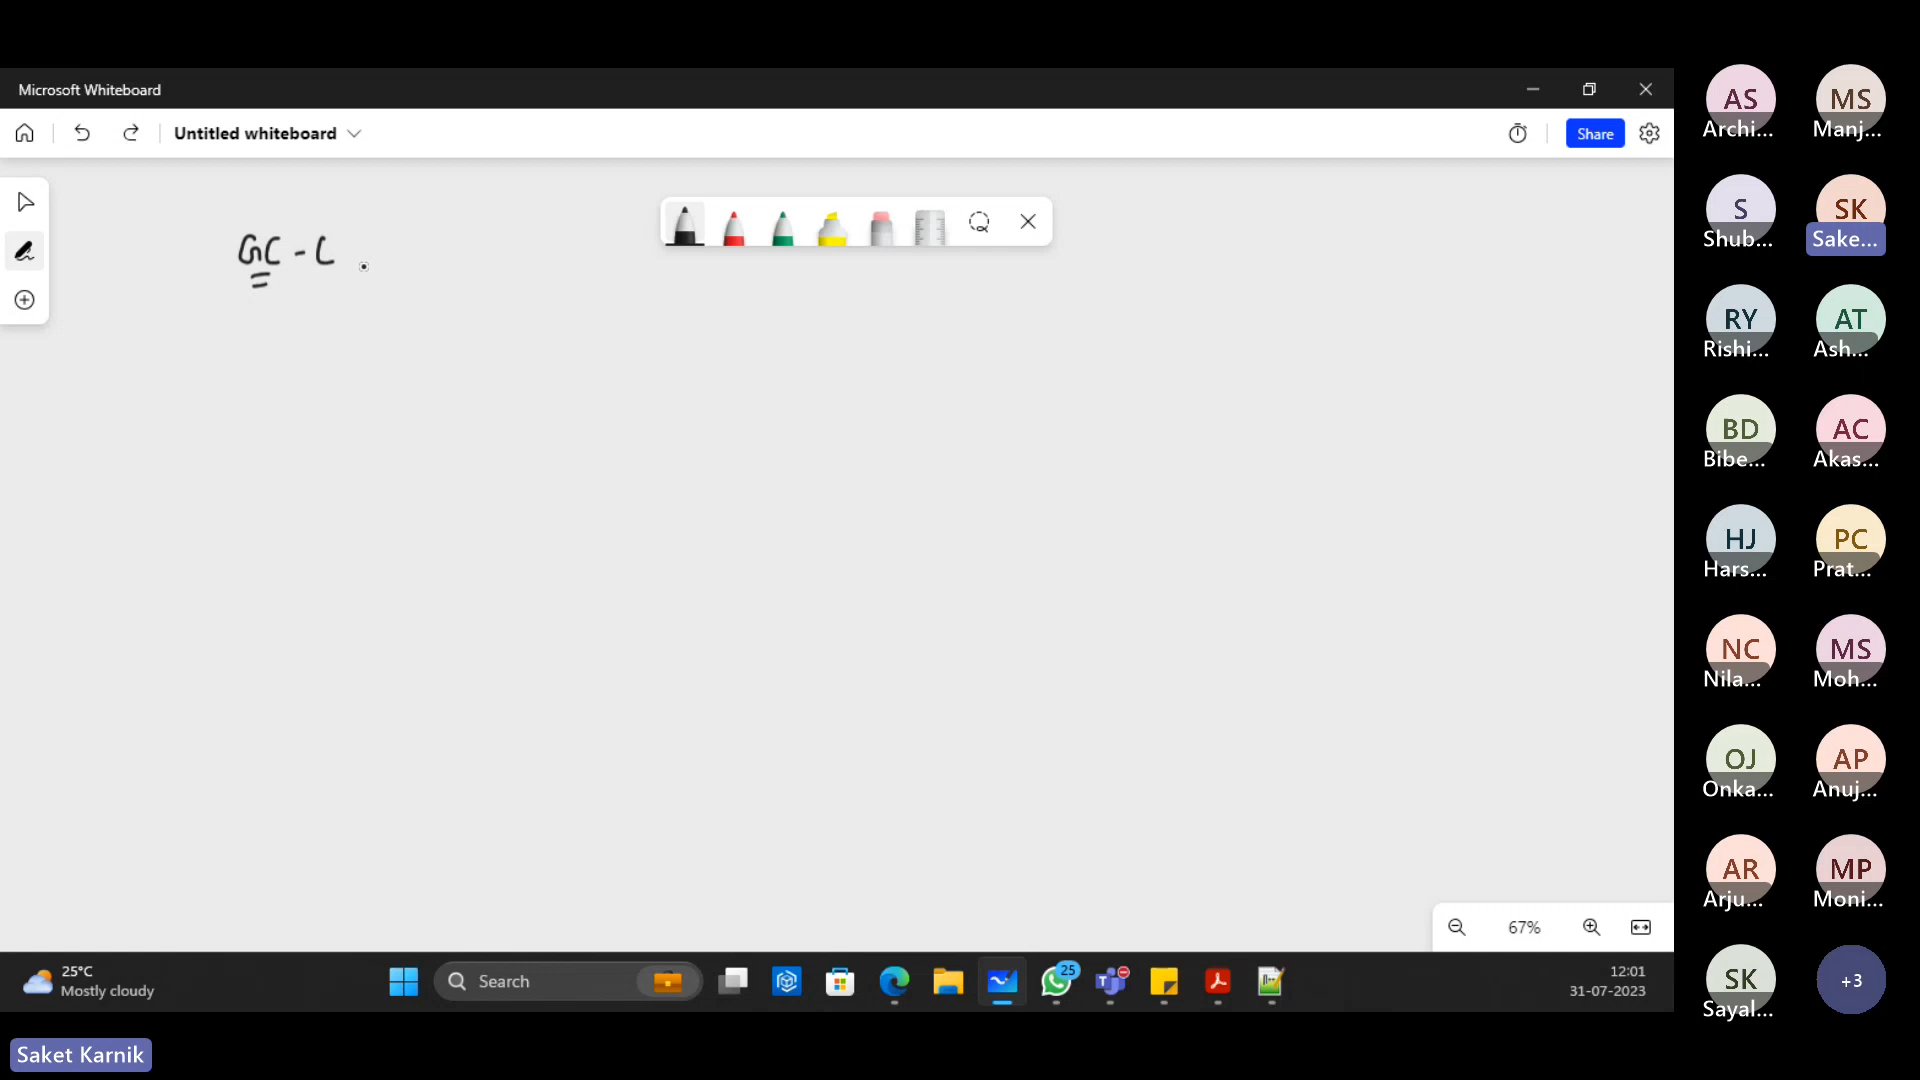 Microsoft Whiteboard
Untitled whiteboard
Share
GC - L
67%
25°C
Mostly cloudy
Search
25
12:01
31-07-2023
AS
Archi...
MS
Manj...
S
Shub...
SK
Sake...
RY
Rishi...
AT
Ash...
BD
Bibe...
AC
Akas...
HJ
Hars...
PC
Prat...
NC
Nila...
MS
Moh...
OJ
Onka...
AP
Anuj...
AR
Arju...
MP
Moni...
SK
Sayal...
+3
Saket Karnik